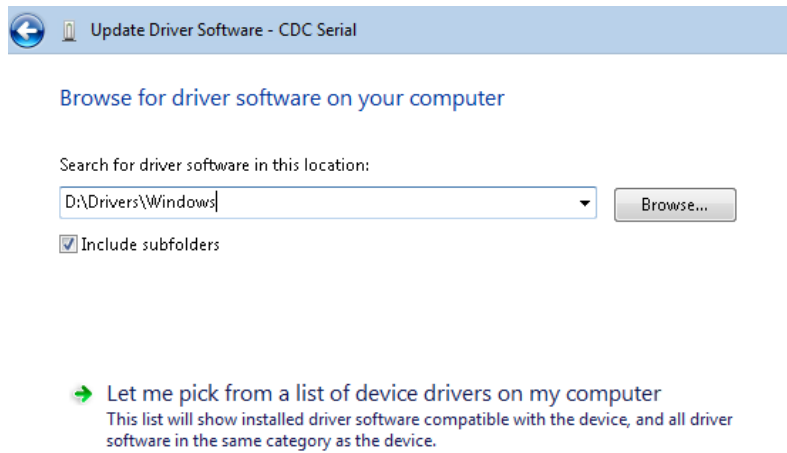 Update Driver Software - CDC Serial
Browse for driver software on your computer
Search for driver software in this location:
D:\Drivers\Windows
Browse...
Include subfolders
Let me pick from a list of device drivers on my computer
This list will show installed driver software compatible with the device, and all driver
software in the same category as the device.